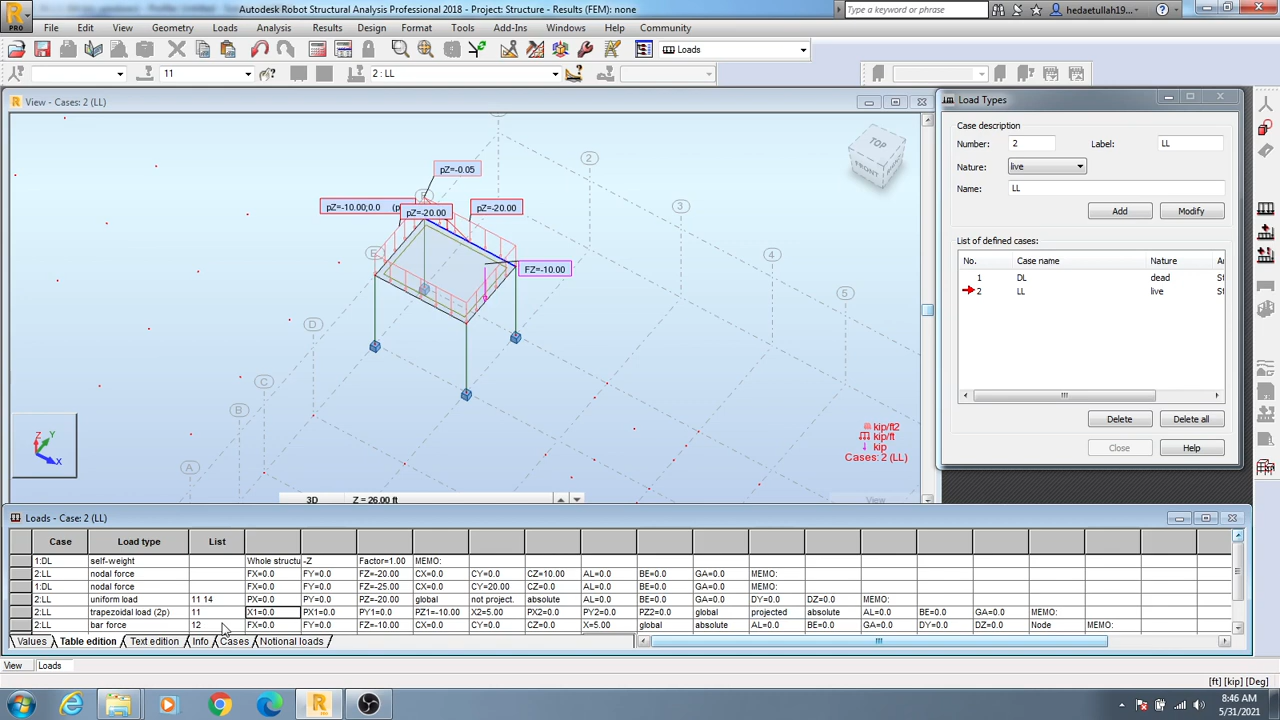 Autodesk Robot Structural Analysis Professional 2018 - Project: Structure - Results (FEM): none
Type a keyword or phrase
hedaetullah19...
PRO
File Edit View Geometry Loads Analysis Results Design Format Tools Add-Ins Windows Help Community
Loads
11
2 : LL
View - Cases: 2 (LL)
pZ=-0.05
pZ=-10.00;0.0 (p
pZ=-20.00
pZ=-20.00
FZ=-10.00
2
3
4
5
E
D
C
B
A
TOP
FRONT
Z
Y
X
kip/ft2
kip/ft
kip
Cases: 2 (LL)
3D
Z = 26.00 ft
View
Load Types
Case description
Number: 2 Label: LL
Nature: live
Name: LL
Add Modify
List of defined cases:
No. Case name Nature
1 DL dead St
2 LL live St
Delete Delete all
Close Help
Loads - Case: 2 (LL)
Case Load type List
1:DL self-weight Whole structu -Z Factor=1.00 MEMO:
2:LL nodal force FX=0.0 FY=0.0 FZ=-20.00 CX=0.0 CY=0.0 CZ=10.00 AL=0.0 BE=0.0 GA=0.0 MEMO:
1:DL nodal force FX=0.0 FY=0.0 FZ=-25.00 CX=0.0 CY=20.00 CZ=0.0 AL=0.0 BE=0.0 GA=0.0 MEMO:
2:LL uniform load 11 14 PX=0.0 PY=0.0 PZ=-20.00 global not project. absolute AL=0.0 BE=0.0 GA=0.0 DY=0.0 DZ=0.0 MEMO:
2:LL trapezoidal load (2p) 11 X1=0.0 PX1=0.0 PY1=0.0 PZ1=-10.00 X2=5.00 PX2=0.0 PY2=0.0 PZ2=0.0 global projected absolute AL=0.0 BE=0.0 GA=0.0 MEMO:
2:LL bar force 12 FX=0.0 FY=0.0 FZ=-10.00 CX=0.0 CY=0.0 CZ=0.0 X=5.00 global absolute AL=0.0 BE=0.0 GA=0.0 DY=0.0 DZ=0.0 Node MEMO:
Values Table edition Text edition Info Cases Notional loads
View Loads
[ft] [kip] [Deg]
8:46 AM
5/31/2021